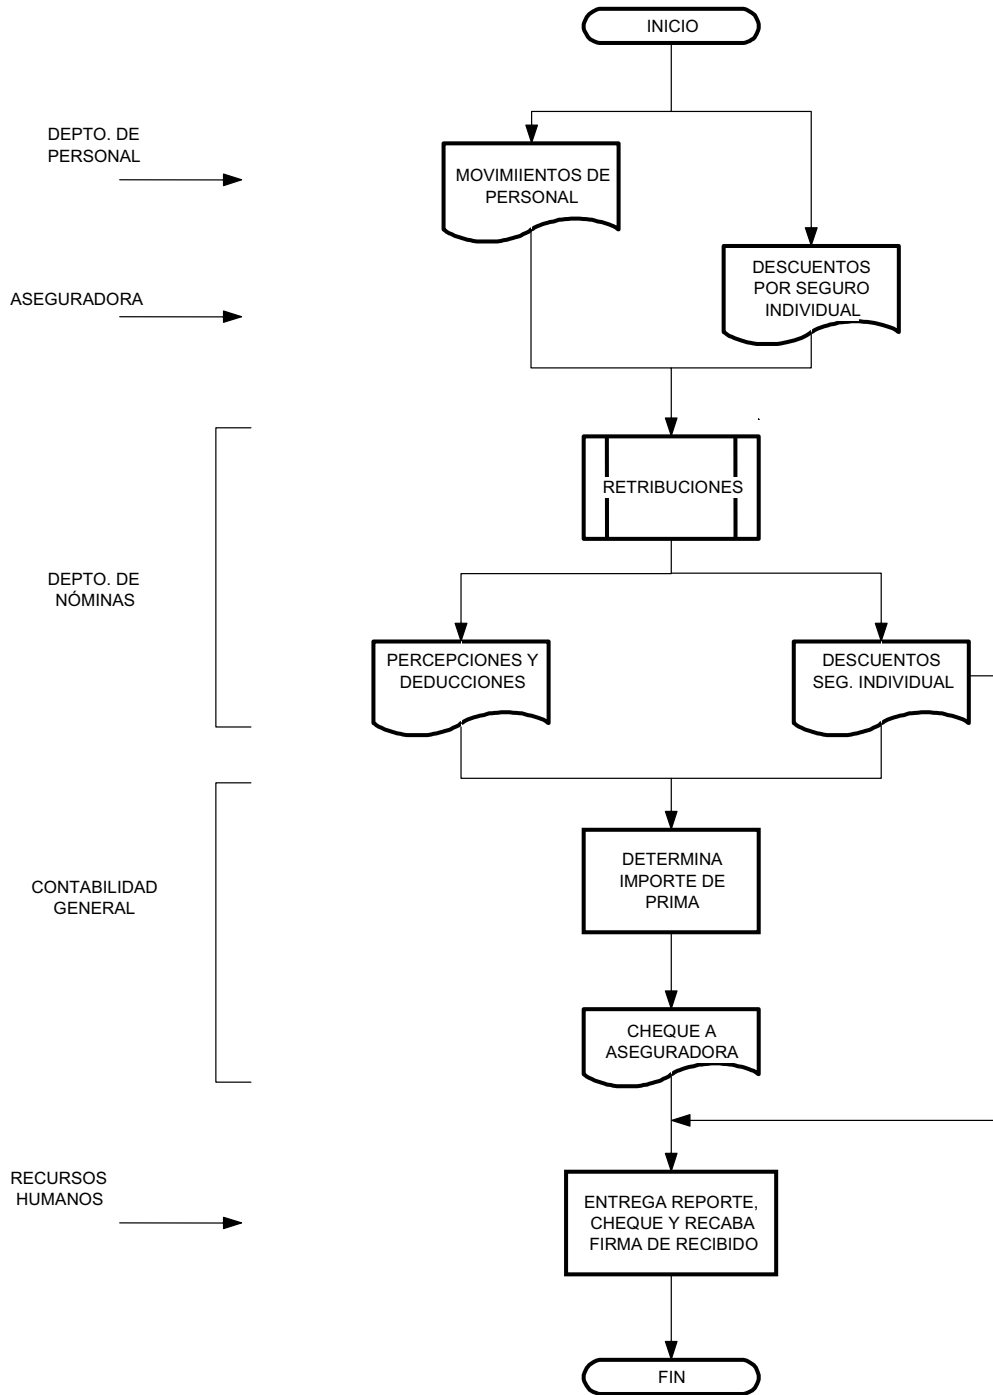 INICIO
DEPTO. DE
PERSONAL
MOVIMIIENTOS DE
PERSONAL
ASEGURADORA
DESCUENTOS
POR SEGURO
INDIVIDUAL
RETRIBUCIONES
DEPTO. DE
NÓMINAS
PERCEPCIONES Y
DEDUCCIONES
DESCUENTOS
SEG. INDIVIDUAL
CONTABILIDAD
GENERAL
DETERMINA
IMPORTE DE
PRIMA
CHEQUE A
ASEGURADORA
RECURSOS
HUMANOS
ENTREGA REPORTE,
CHEQUE Y RECABA
FIRMA DE RECIBIDO
FIN